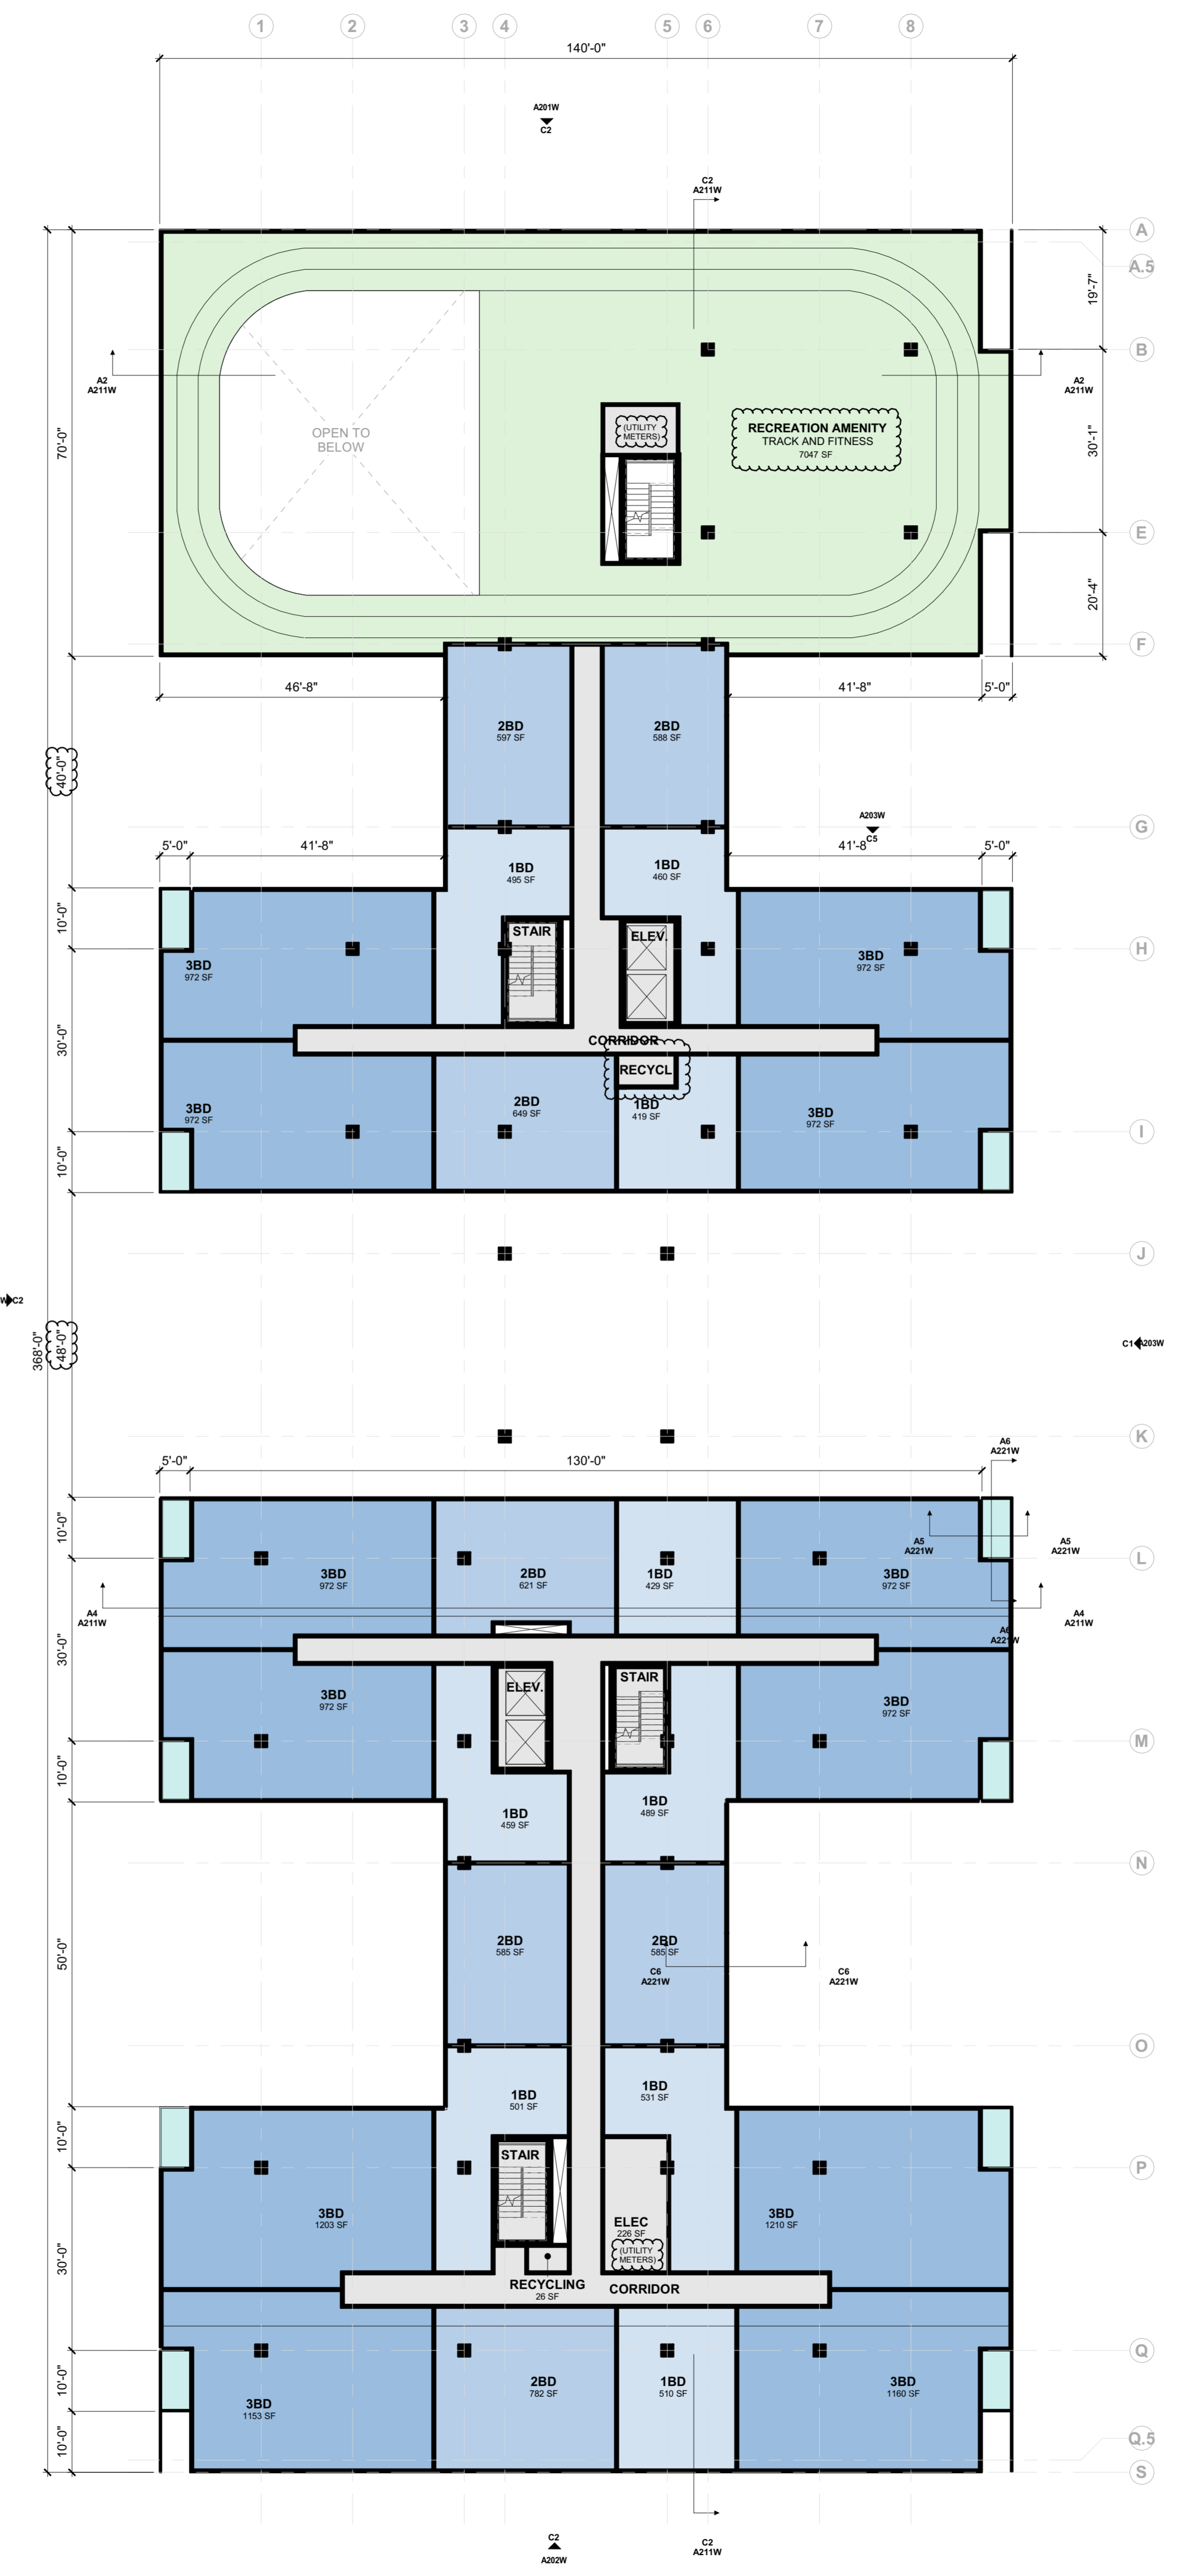 1 2 3 4 5 6 7 8
140'-0"
A201W
C2
C2
A211W
A
A.5
19'-7"
B
A2
A211W
A2
A211W
70'-0"
OPEN TO
BELOW
(UTILITY
METERS)
RECREATION AMENITY
TRACK AND FITNESS
7047 SF
30'-1"
E
20'-4"
F
46'-8"
41'-8"
5'-0"
2BD
597 SF
2BD
588 SF
40'-0"
A203W
C5
G
5'-0"
41'-8"
41'-8"
5'-0"
1BD
495 SF
1BD
460 SF
10'-0"
STAIR
ELEV.
H
3BD
972 SF
3BD
972 SF
30'-0"
CORRIDOR
RECYCL
3BD
972 SF
2BD
649 SF
1BD
419 SF
3BD
972 SF
I
10'-0"
J
W C2
368'-0"
48'-0"
C1 A203W
K
A6
A221W
5'-0"
130'-0"
10'-0"
A5
A221W
A5
A221W
L
3BD
972 SF
2BD
621 SF
1BD
429 SF
3BD
972 SF
A4
A211W
A4
A211W
A6
A221W
30'-0"
ELEV.
STAIR
3BD
972 SF
3BD
972 SF
M
10'-0"
1BD
459 SF
1BD
489 SF
N
2BD
585 SF
2BD
585 SF
50'-0"
C6
A221W
C6
A221W
O
1BD
501 SF
1BD
531 SF
10'-0"
STAIR
P
3BD
1203 SF
ELEC
226 SF
(UTILITY
METERS)
3BD
1210 SF
30'-0"
RECYCLING
26 SF
CORRIDOR
Q
10'-0"
3BD
1153 SF
2BD
782 SF
1BD
510 SF
3BD
1160 SF
10'-0"
Q.5
S
C2
A202W
C2
A211W